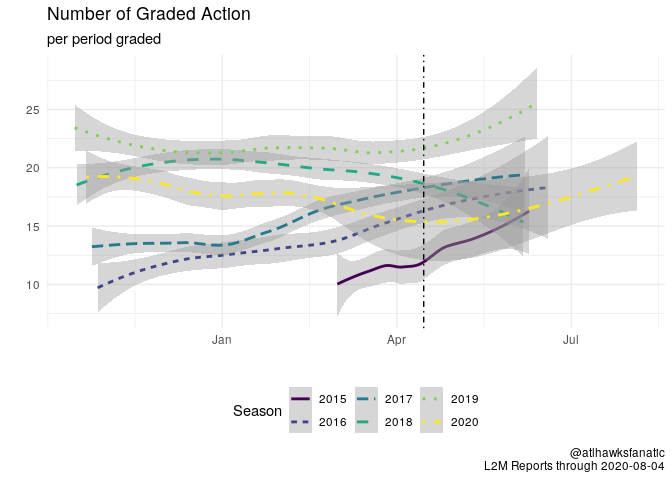 Number of Graded Action
per period graded
25
20
15
10
Jan Apr Jul
Season 2015 2017 2019
2016 2018 2020
@atlhawksfanatic
L2M Reports through 2020-08-04